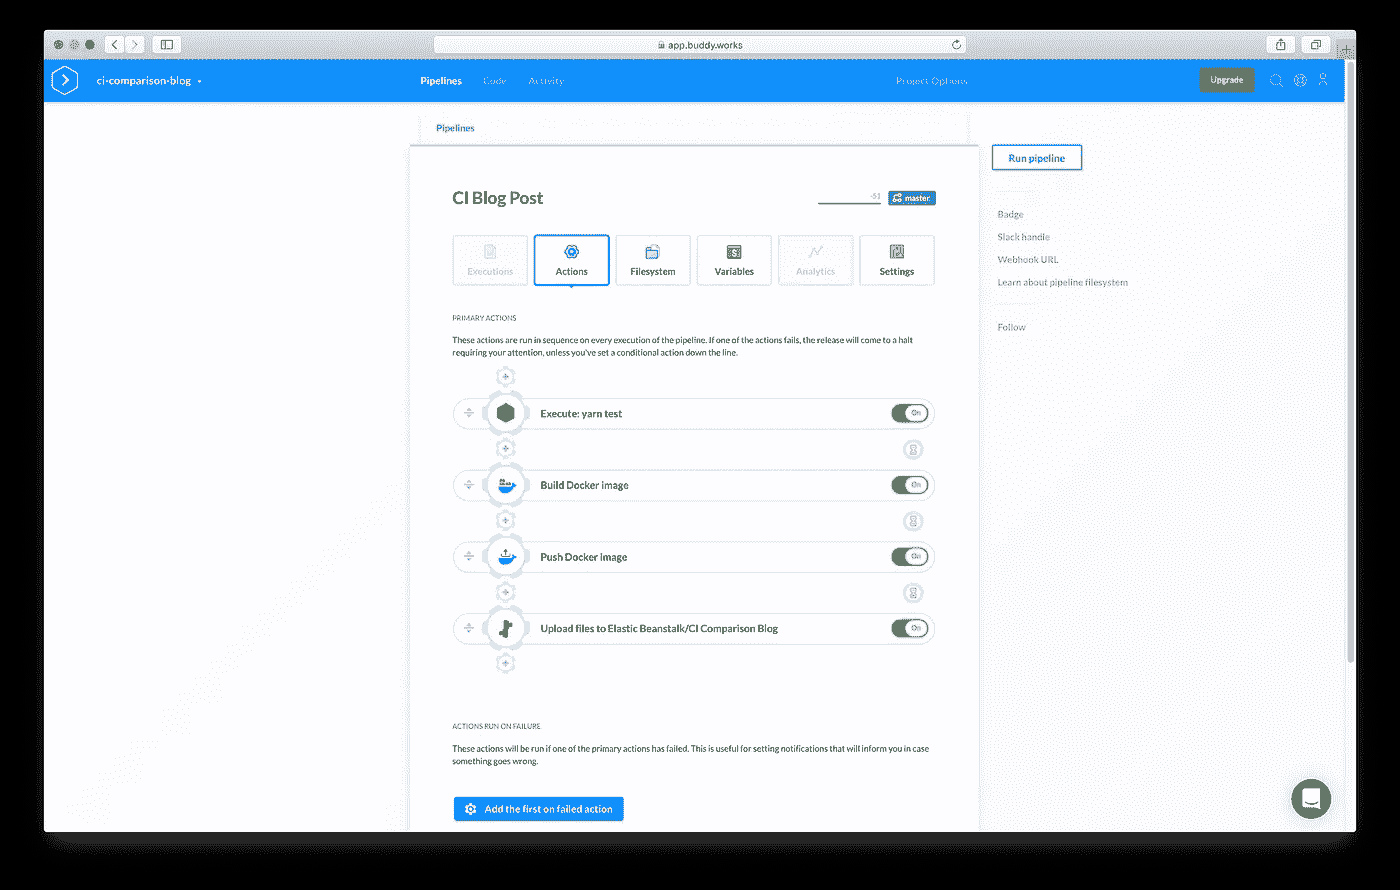 app.buddy.works
ci-comparison-blog
Pipelines Code Activity Project Options Upgrade
Pipelines
Run pipeline
CI Blog Post
-51 master
Badge
Slack handle
Webhook URL
Learn about pipeline filesystem
Follow
Executions Actions Filesystem Variables Analytics Settings
PRIMARY ACTIONS
These actions are run in sequence on every execution of the pipeline. If one of the actions fails, the release will come to a halt
requiring your attention, unless you've set a conditional action down the line.
Execute: yarn test On
Build Docker image On
Push Docker image On
Upload files to Elastic Beanstalk/CI Comparison Blog On
ACTIONS RUN ON FAILURE
These actions will be run if one of the primary actions has failed. This is useful for setting notifications that will inform you in case
something goes wrong.
Add the first on failed action